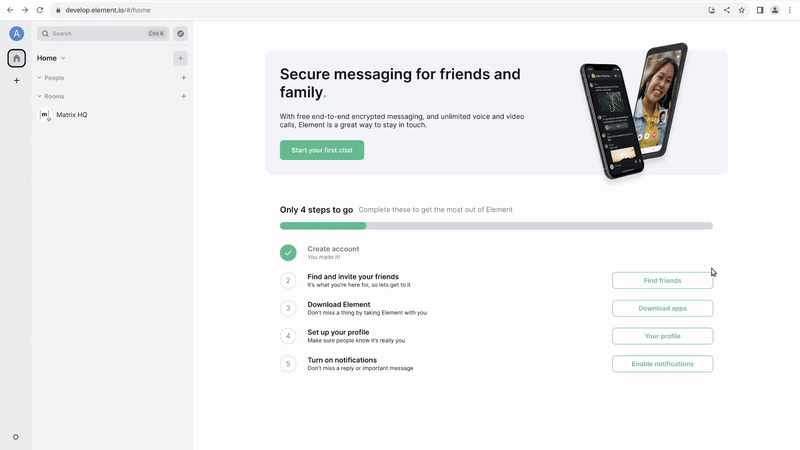 develop.element.io/#/home
A
Search
Ctrl K
Home
People
Rooms
m
Matrix HQ
Secure messaging for friends and
family.
With free end-to-end encrypted messaging, and unlimited voice and video
calls, Element is a great way to stay in touch.
Start your first chat
Only 4 steps to go
Complete these to get the most out of Element
Create account
You made it!
2
Find and invite your friends
It's what you're here for, so lets get to it
Find friends
3
Download Element
Don't miss a thing by taking Element with you
Download apps
4
Set up your profile
Make sure people know it's really you
Your profile
5
Turn on notifications
Don't miss a reply or important message
Enable notifications